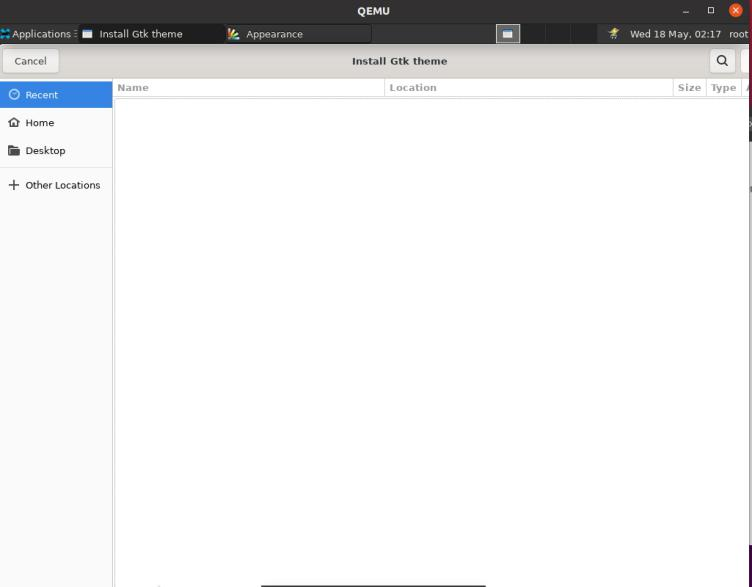 QEMU
Applications Install Gtk theme Appearance Wed 18 May, 02:17 root
Cancel Install Gtk theme
Recent Name Location Size Type
Home
Desktop
Other Locations